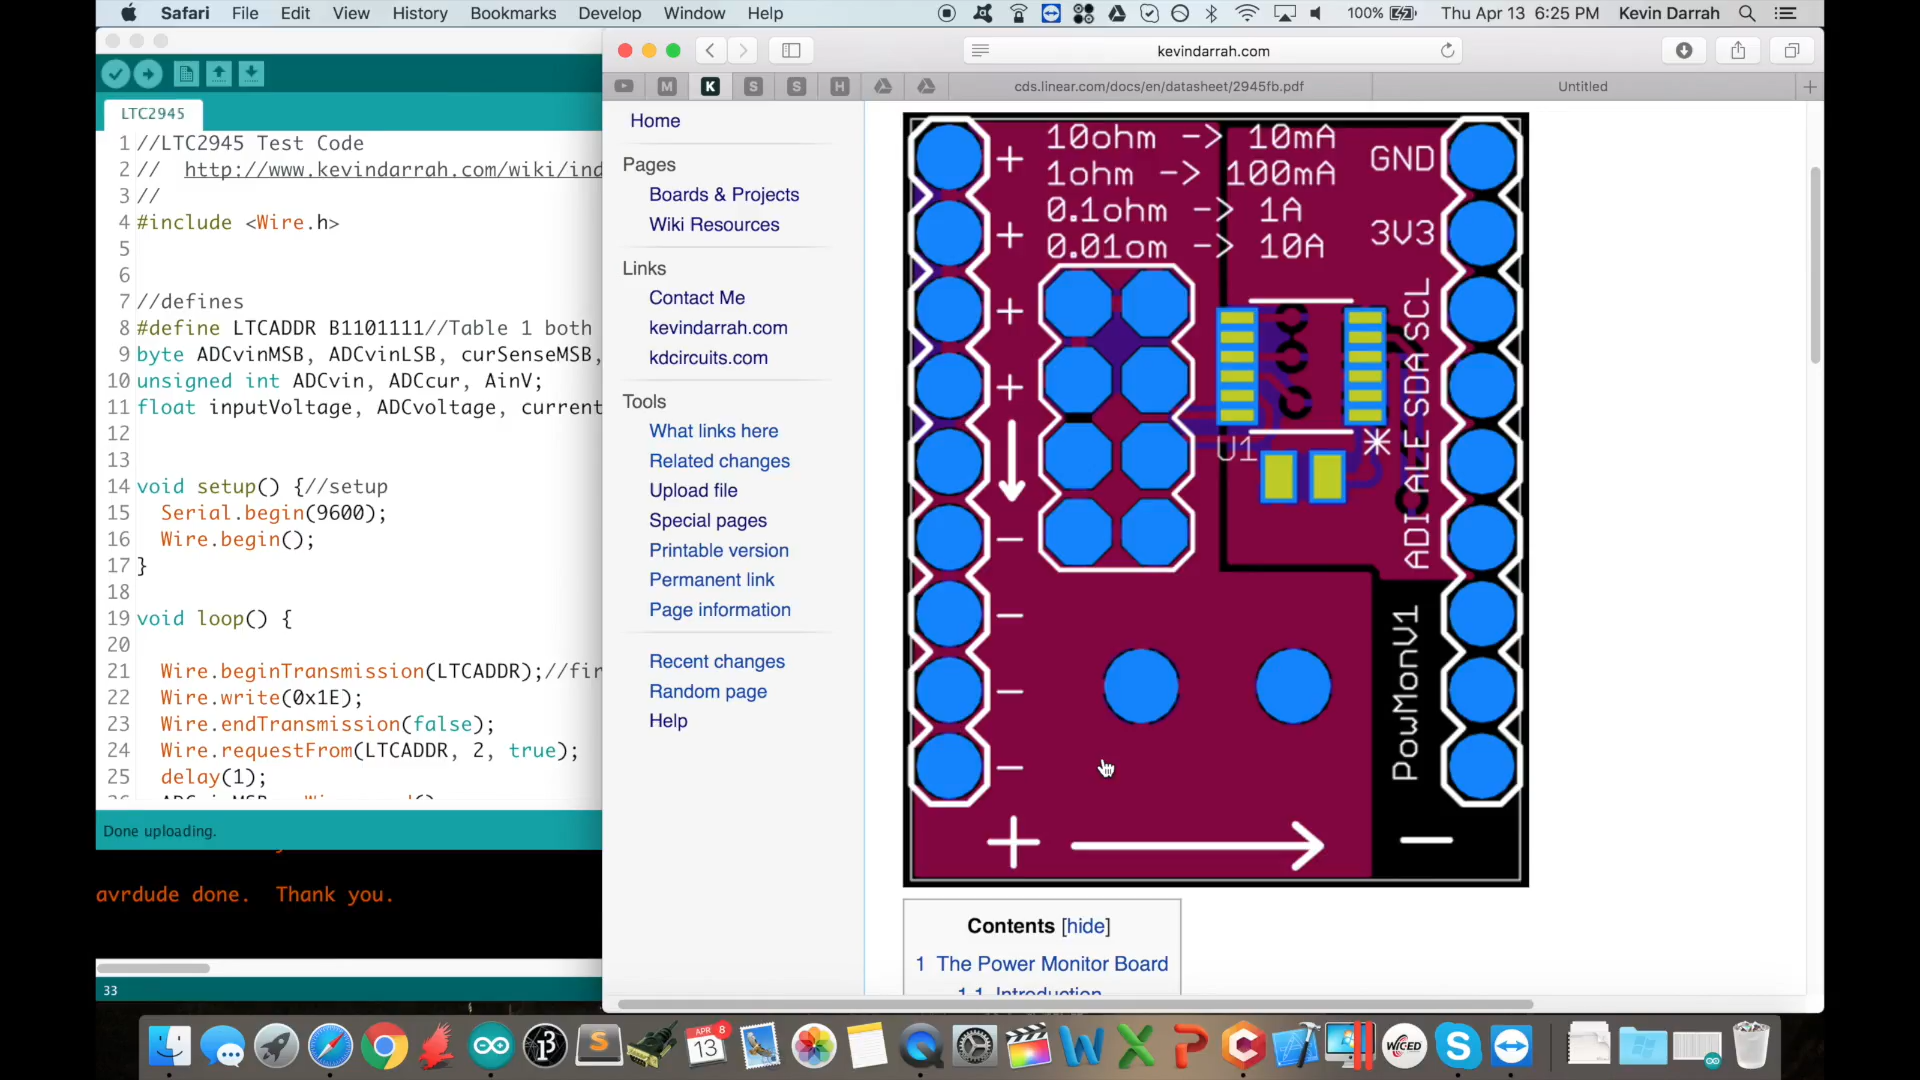 Safari File Edit View History Bookmarks Develop Window Help 100% Thu Apr 13 6:25 PM Kevin Darrah
kevindarrah.com
M K S S H cds.linear.com/docs/en/datasheet/2945fb.pdf Untitled
LTC2945
1 //LTC2945 Test Code
2 // http://www.kevindarrah.com/wiki/ind
3 //
4 #include <Wire.h>
5
6
7 //defines
8 #define LTCADDR B1101111//Table 1 both
9 byte ADCvinMSB, ADCvinLSB, curSenseMSB,
10 unsigned int ADCvin, ADCcur, AinV;
11 float inputVoltage, ADCvoltage, current
12
13
14 void setup() {//setup
15 Serial.begin(9600);
16 Wire.begin();
17 }
18
19 void loop() {
20
21 Wire.beginTransmission(LTCADDR);//fir
22 Wire.write(0x1E);
23 Wire.endTransmission(false);
24 Wire.requestFrom(LTCADDR, 2, true);
25 delay(1);
Done uploading.
avrdude done. Thank you.
33
Home
Pages
Boards & Projects
Wiki Resources
Links
Contact Me
kevindarrah.com
kdcircuits.com
Tools
What links here
Related changes
Upload file
Special pages
Printable version
Permanent link
Page information
Recent changes
Random page
Help
10ohm -> 10mA
1ohm -> 100mA
0.1ohm -> 1A
0.01om -> 10A
GND
3V3
SCL
SDA
ALE
ADI
U1
PowMonV1
+
+
+
+
-
-
-
-
+ -
Contents [hide]
1 The Power Monitor Board
1.1 Introduction
APR 8
13
13
WICED